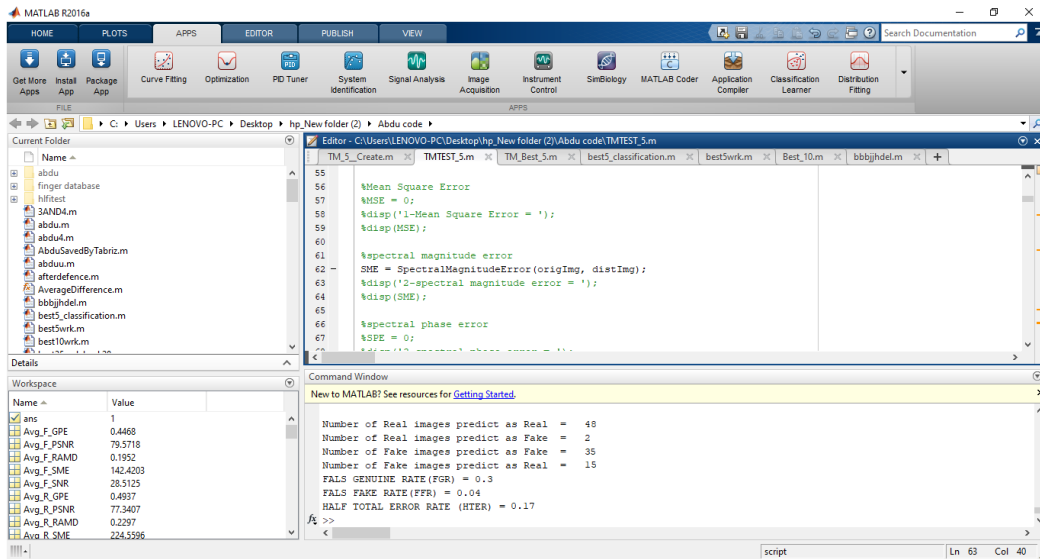 MATLAB R2016a
HOME PLOTS APPS EDITOR PUBLISH VIEW Search Documentation
Get More Apps
Install App
Package App
Curve Fitting
Optimization
PID Tuner
System Identification
Signal Analysis
Image Acquisition
Instrument Control
SimBiology
MATLAB Coder
Application Compiler
Classification Learner
Distribution Fitting
FILE APPS
C: Users LENOVO-PC Desktop hp_New folder (2) Abdu code
Current Folder
Name
abdu
finger database
hlfitest
3AND4.m
abdu.m
abdu4.m
AbduSavedByTabriz.m
abduu.m
afterdefence.m
AverageDifference.m
bbbjjhdel.m
best5_classification.m
best5wrk.m
best10wrk.m
Details
Workspace
Name Value
ans 1
Avg_F_GPE 0.4468
Avg_F_PSNR 79.5718
Avg_F_RAMD 0.1952
Avg_F_SME 142.4203
Avg_F_SNR 28.5125
Avg_R_GPE 0.4937
Avg_R_PSNR 77.3407
Avg_R_RAMD 0.2297
Avg_R_SME 224.5596
Editor - C:\Users\LENOVO-PC\Desktop\hp_New folder (2)\Abdu code\TMTEST_5.m
TM_5__Create.m TMTEST_5.m TM_Best_5.m best5_classification.m best5wrk.m Best_10.m bbbjjhdel.m
55
56 %Mean Square Error
57 %MSE = 0;
58 %disp('1-Mean Square Error = ');
59 %disp(MSE);
60
61 %spectral magnitude error
62 SME = SpectralMagnitudeError(origImg, distImg);
63 %disp('2-spectral magnitude error = ');
64 %disp(SME);
65
66 %spectral phase error
67 %SPE = 0;
Command Window
New to MATLAB? See resources for Getting Started.
Number of Real images predict as Real = 48
Number of Real images predict as Fake = 2
Number of Fake images predict as Fake = 35
Number of Fake images predict as Real = 15
FALS GENUINE RATE(FGR) = 0.3
FALS FAKE RATE(FFR) = 0.04
HALF TOTAL ERROR RATE (HTER) = 0.17
fx >>
script Ln 63 Col 40